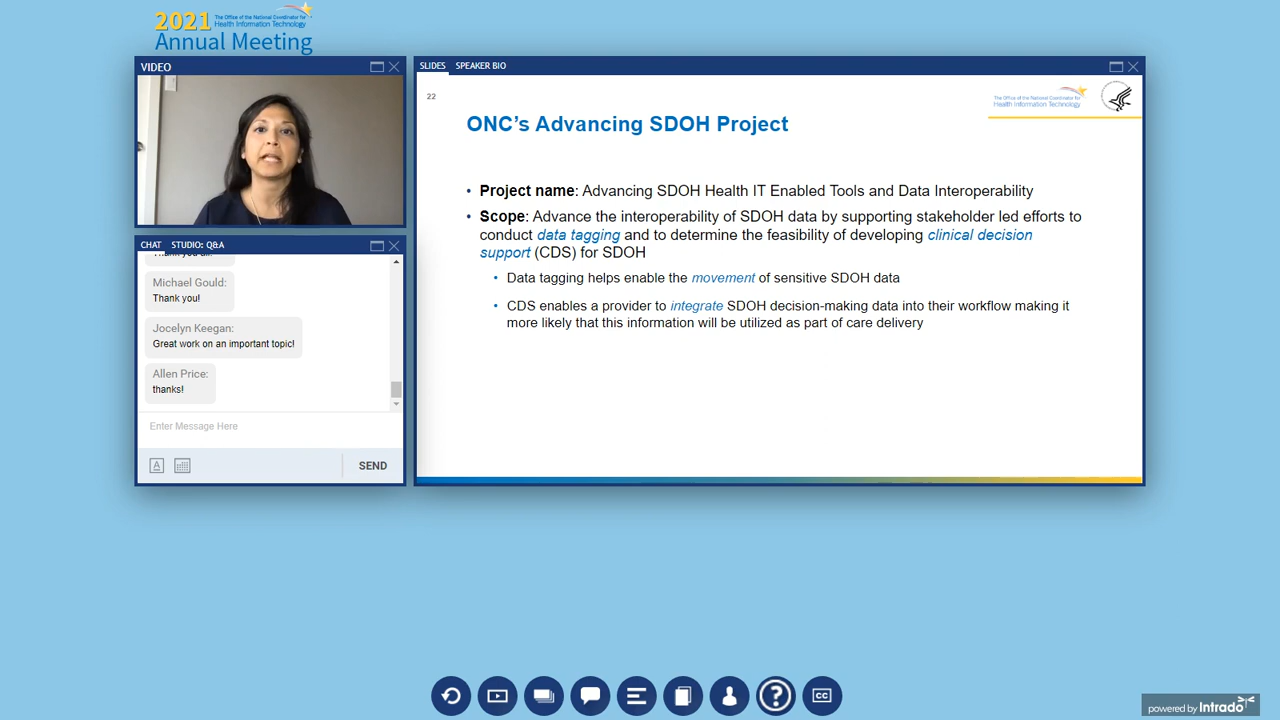 2021 The Office of the National Coordinator for
Health Information Technology
Annual Meeting
VIDEO
SLIDES SPEAKER BIO
22
The Office of the National Coordinator for
Health Information Technology
ONC’s Advancing SDOH Project
• Project name: Advancing SDOH Health IT Enabled Tools and Data Interoperability
• Scope: Advance the interoperability of SDOH data by supporting stakeholder led efforts to
conduct data tagging and to determine the feasibility of developing clinical decision
support (CDS) for SDOH
• Data tagging helps enable the movement of sensitive SDOH data
• CDS enables a provider to integrate SDOH decision-making data into their workflow making it
more likely that this information will be utilized as part of care delivery
CHAT STUDIO: Q&A
Michael Gould:
Thank you!
Jocelyn Keegan:
Great work on an important topic!
Allen Price:
thanks!
Enter Message Here
A
SEND
?
CC
powered by Intrado